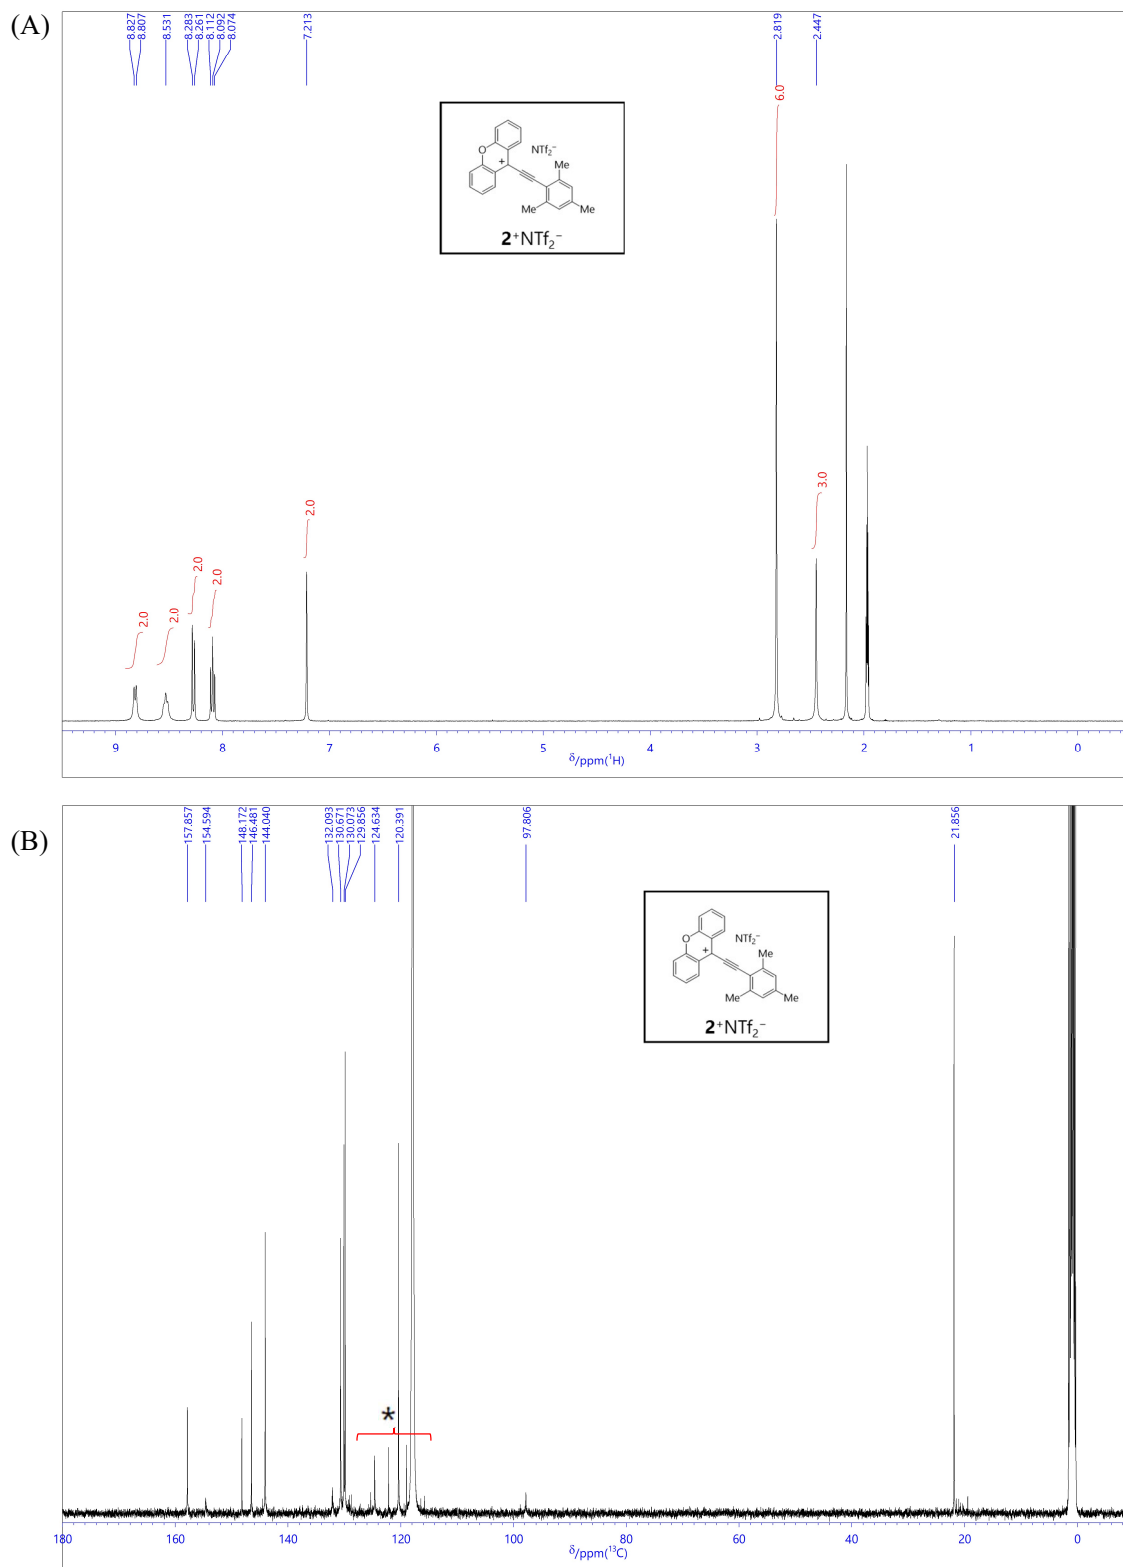 (A)
8.827
8.807
8.531
8.283
8.261
8.112
8.092
8.074
7.213
2.819
2.447
6.0
3.0
2.0
2.0
2.0
2.0
2.0
O
+
NTf₂⁻
Me
Me
Me
2⁺NTf₂⁻
9 8 7 6 5 4 3 2 1 0
δ/ppm(¹H)
(B)
157.857
154.594
148.172
146.481
144.040
132.093
130.671
130.073
129.856
124.634
120.391
97.806
21.856
O
+
NTf₂⁻
Me
Me
Me
2⁺NTf₂⁻
*
180 160 140 120 100 80 60 40 20 0
δ/ppm(¹³C)